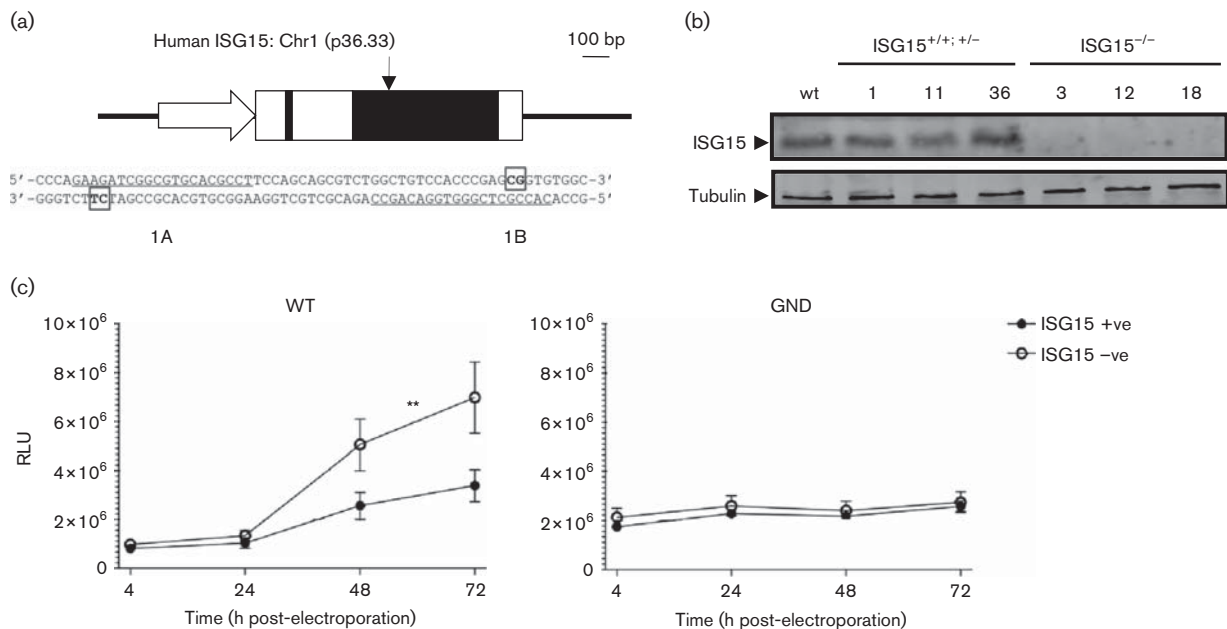 (a)
Human ISG15: Chr1 (p36.33)
100 bp
5′-CCCAGAAGATCGGCGTGCACGCCTTCCAGCAGCGTCTGGCTGTCCACCCGAGCGGTGTGGC-3′
3′-GGGTCTTCTAGCCGCACGTGCGGAAGGTCGTCGCAGACCGACAGGTGGGCTCGCCACACCG-5′
1A 1B
(b)
ISG15+/+; +/− ISG15−/−
wt 1 11 36 3 12 18
ISG15
Tubulin
(c)
WT
10×10⁶
8×10⁶
6×10⁶
4×10⁶
2×10⁶
0
RLU
**
4 24 48 72
Time (h post-electroporation)
GND
10×10⁶
8×10⁶
6×10⁶
4×10⁶
2×10⁶
0
4 24 48 72
Time (h post-electroporation)
ISG15 +ve
ISG15 −ve